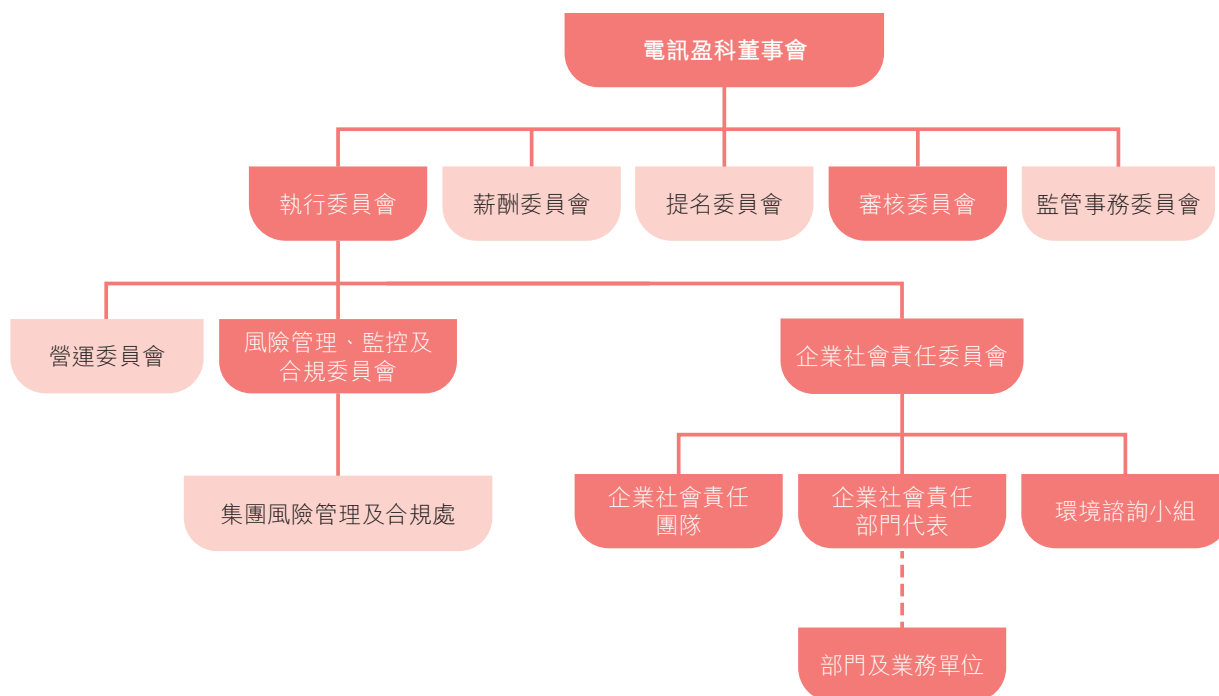 電訊盈科董事會
執行委員會
薪酬委員會
提名委員會
審核委員會
監管事務委員會
營運委員會
風險管理、監控及
合規委員會
企業社會責任委員會
集團風險管理及合規處
企業社會責任
團隊
企業社會責任
部門代表
環境諮詢小組
部門及業務單位